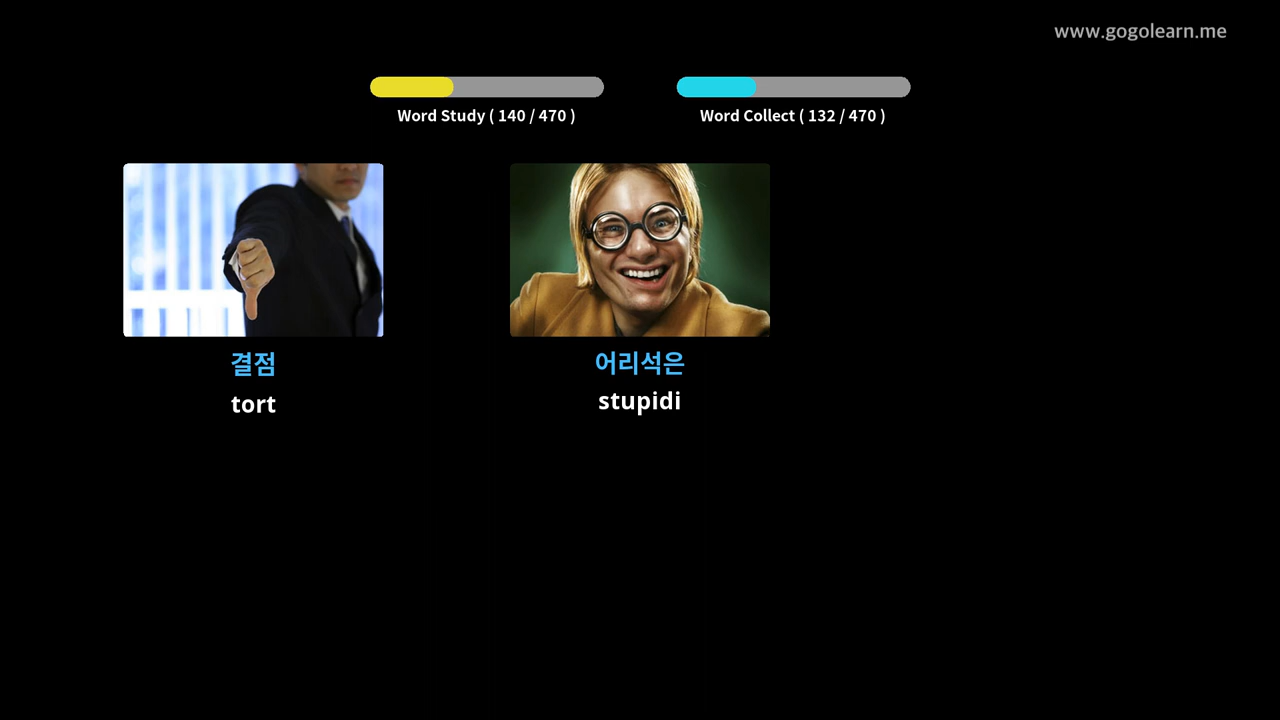 www.gogolearn.me
Word Study ( 140 / 470 )
Word Collect ( 132 / 470 )
결점
tort
어리석은
stupidi